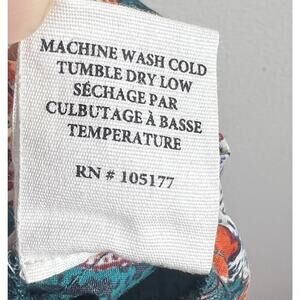 MACHINE WASH COLD
TUMBLE DRY LOW
SÉCHAGE PAR
CULBUTAGE À BASSE
TEMPERATURE
RN # 105177